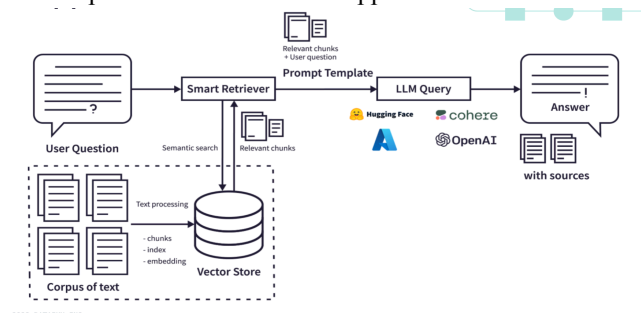 Relevant chunks
+ User question
Prompt Template
Smart Retriever
LLM Query
?
!
Answer
Hugging Face
cohere
OpenAI
User Question
Semantic search
Relevant chunks
with sources
Text processing
- chunks
- index
- embedding
Corpus of text
Vector Store